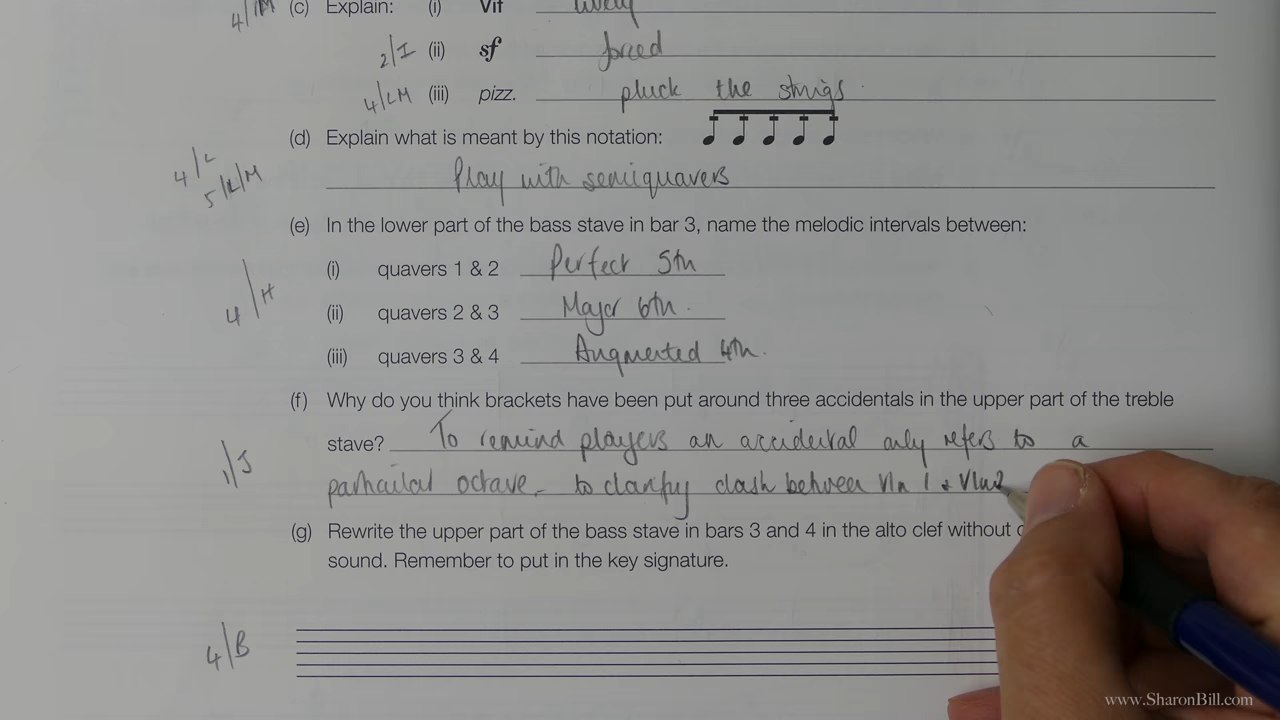 4/1M (c) Explain: (i) Vif lively
2/I (ii) sf forced
4/LM (iii) pizz. pluck the strings
(d) Explain what is meant by this notation:
4/L Play with semiquavers
5/L/M
(e) In the lower part of the bass stave in bar 3, name the melodic intervals between:
(i) quavers 1 & 2 Perfect 5th
4/H (ii) quavers 2 & 3 Major 6th.
(iii) quavers 3 & 4 Augmented 4th.
(f) Why do you think brackets have been put around three accidentals in the upper part of the treble
1/J stave? To remind players an accidental only refers to a
particular octave - to clarify clash between Vln 1 & Vln2
(g) Rewrite the upper part of the bass stave in bars 3 and 4 in the alto clef without
sound. Remember to put in the key signature.
4/B
www.SharonBill.com